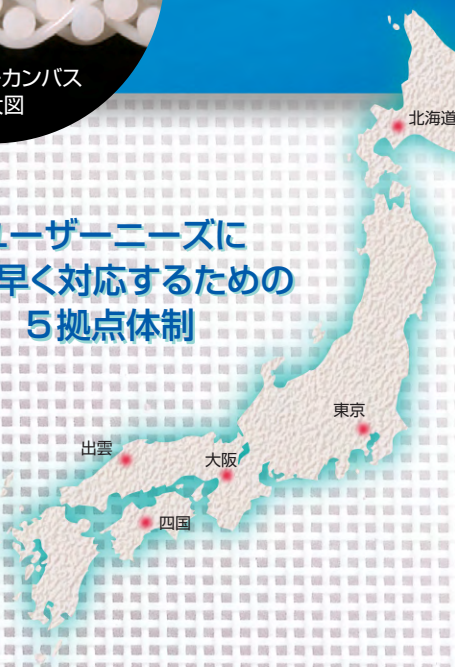 カンバス
大図
北海道
ユーザーニーズに
早く対応するための
5拠点体制
東京
出雲
大阪
四国